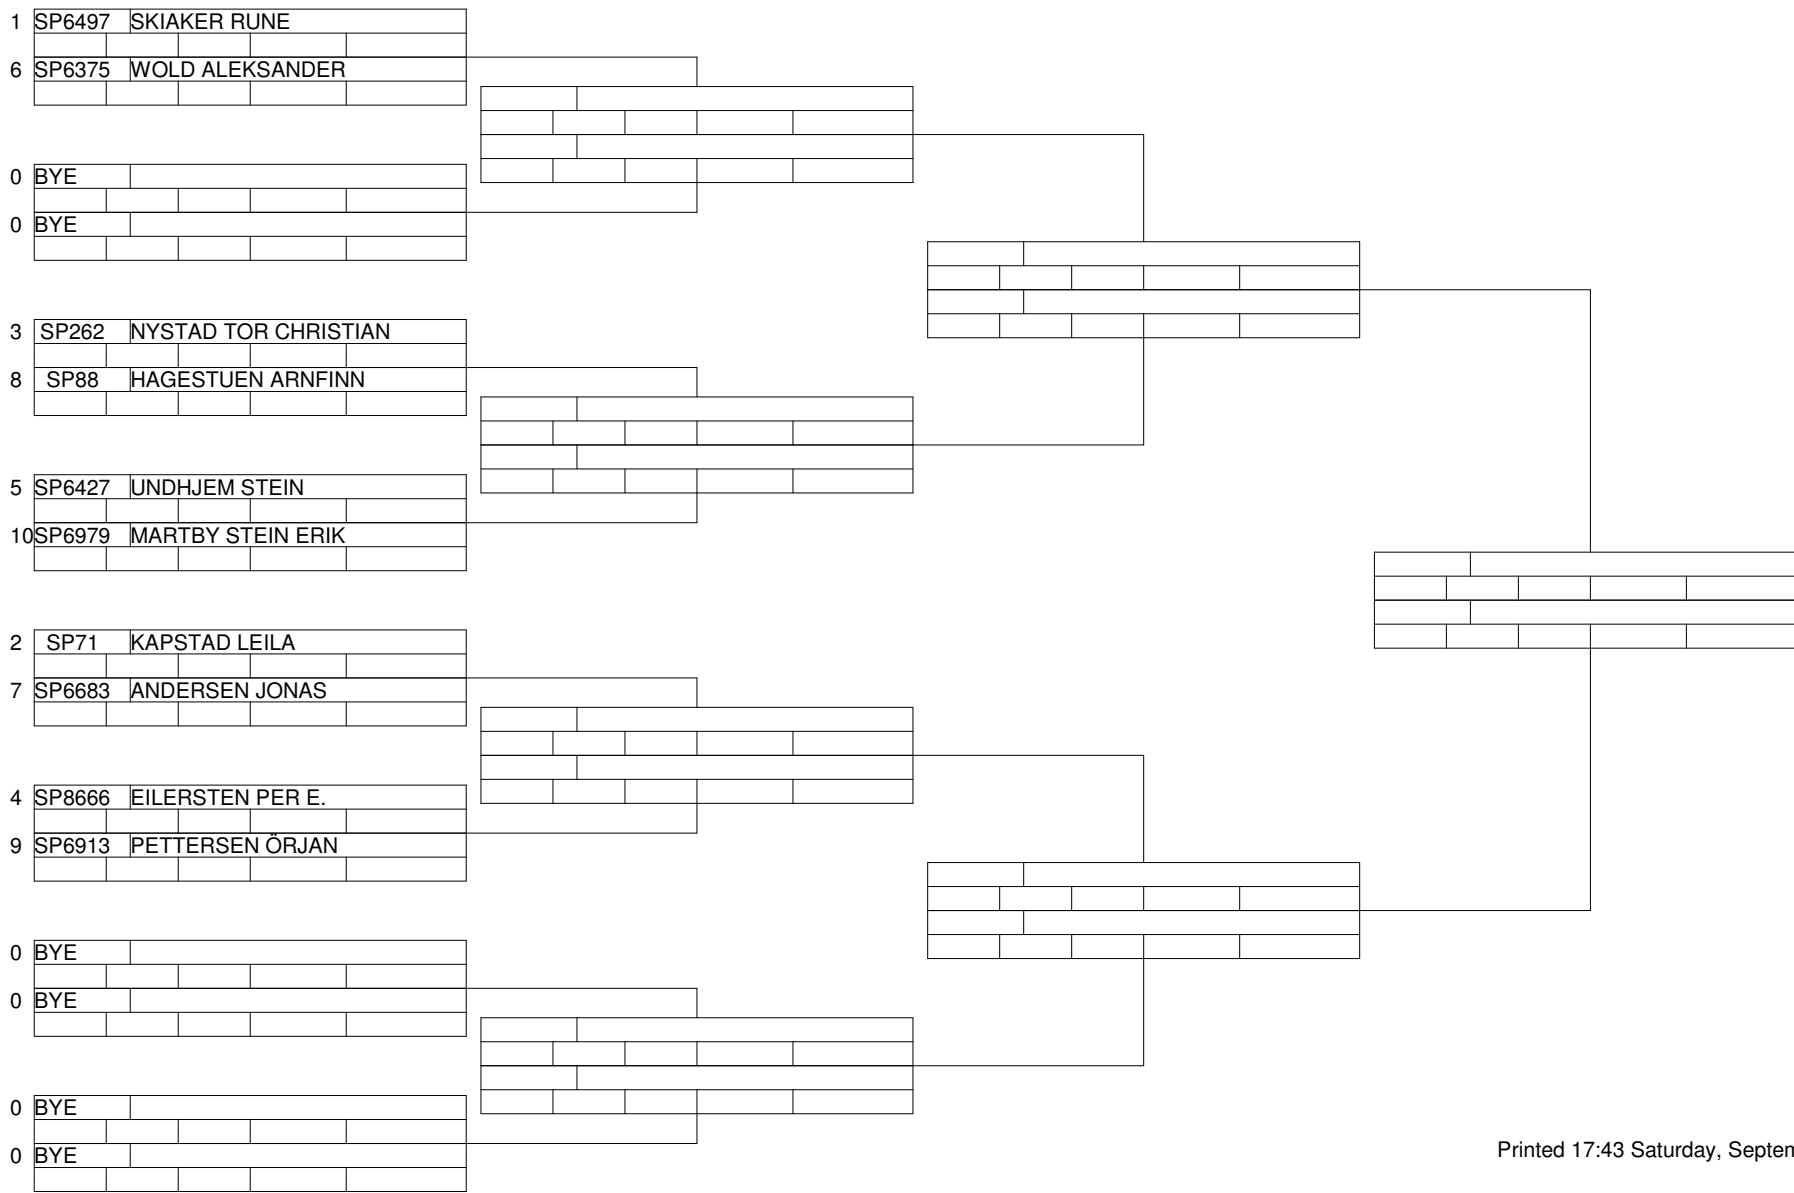 1 SP6497 SKIAKER RUNE
6 SP6375 WOLD ALEKSANDER
0 BYE
0 BYE
3 SP262 NYSTAD TOR CHRISTIAN
8 SP88 HAGESTUEN ARNFINN
5 SP6427 UNDHJEM STEIN
10 SP6979 MARTBY STEIN ERIK
2 SP71 KAPSTAD LEILA
7 SP6683 ANDERSEN JONAS
4 SP8666 EILERSTEN PER E.
9 SP6913 PETTERSEN ÖRJAN
0 BYE
0 BYE
0 BYE
0 BYE
Printed 17:43 Saturday, Septem